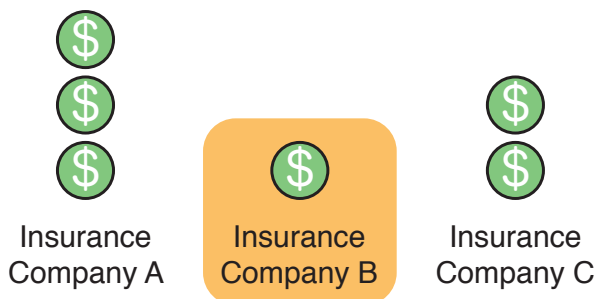 $
$
$
$
$
$
Insurance
Company A
Insurance
Company B
Insurance
Company C